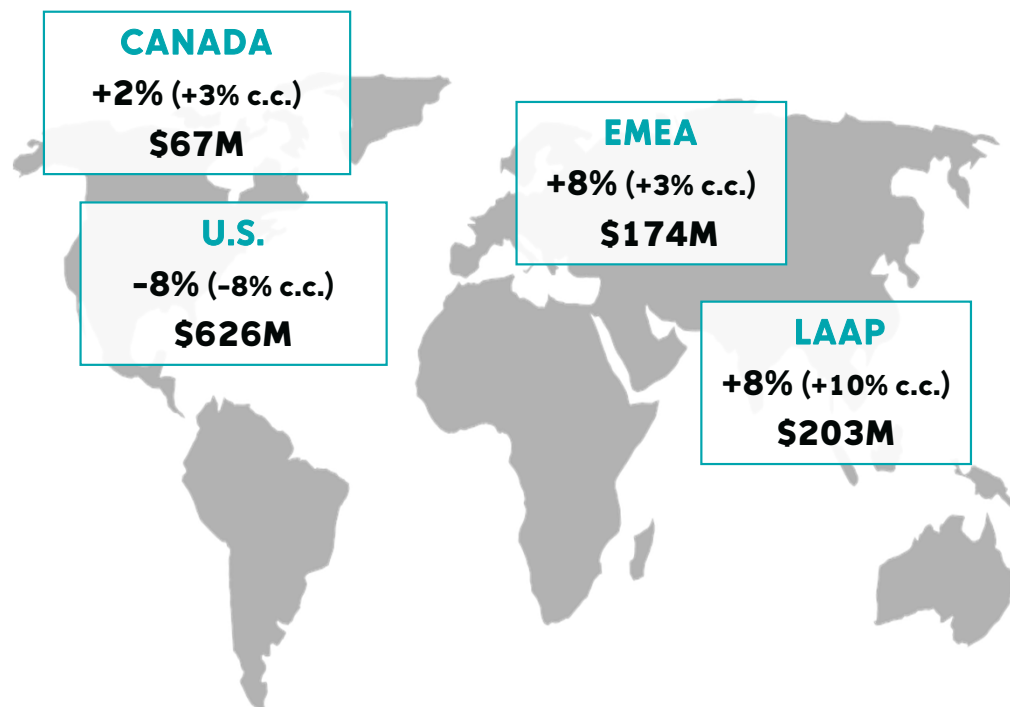 CANADA
+2% (+3% c.c.)
$67M
EMEA
+8% (+3% c.c.)
$174M
U.S.
-8% (-8% c.c.)
$626M
LAAP
+8% (+10% c.c.)
$203M